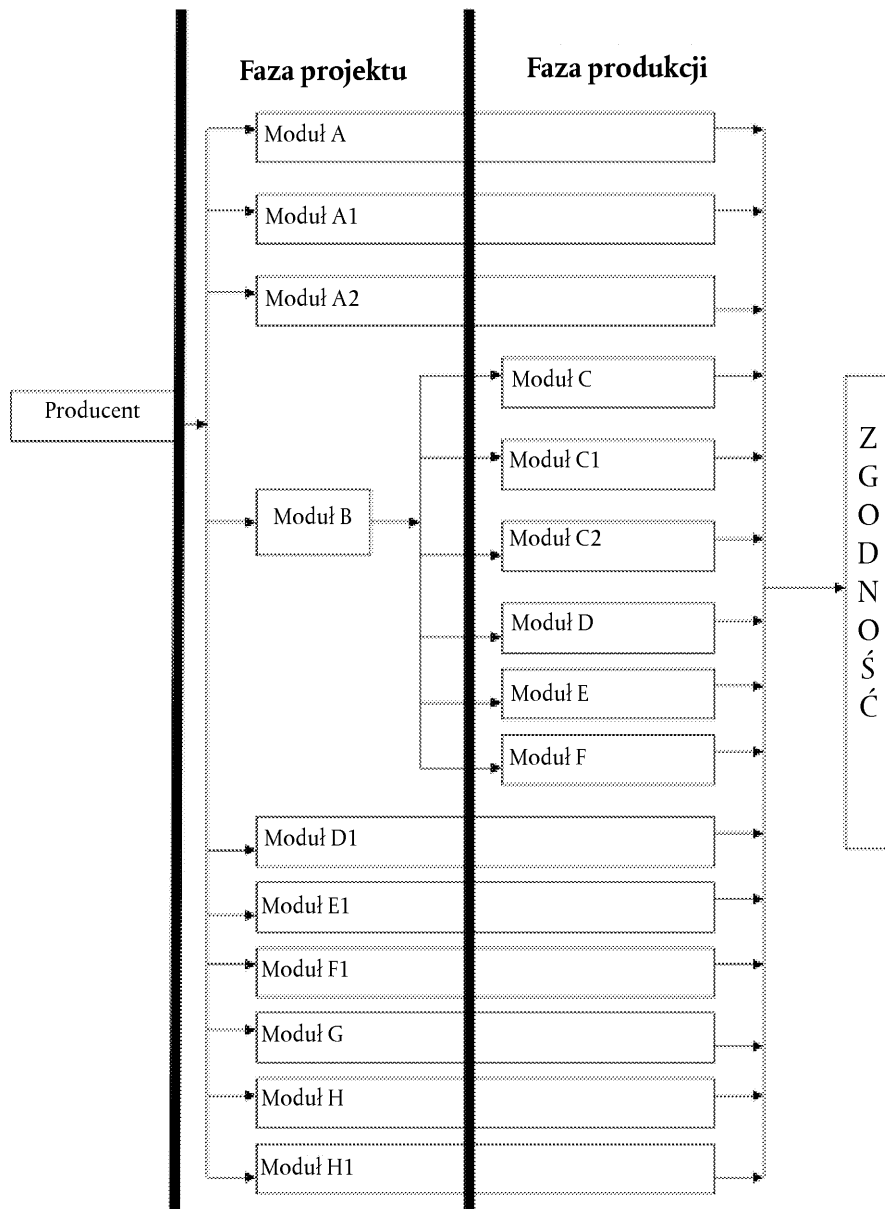 Faza projektu
Faza produkcji
Moduł A
Moduł A1
Moduł A2
Moduł C
Producent
Moduł C1
Moduł B
Moduł C2
Moduł D
Moduł E
Moduł F
Moduł D1
Moduł E1
Moduł F1
Moduł G
Moduł H
Moduł H1
Z
G
O
D
N
O
Ś
Ć